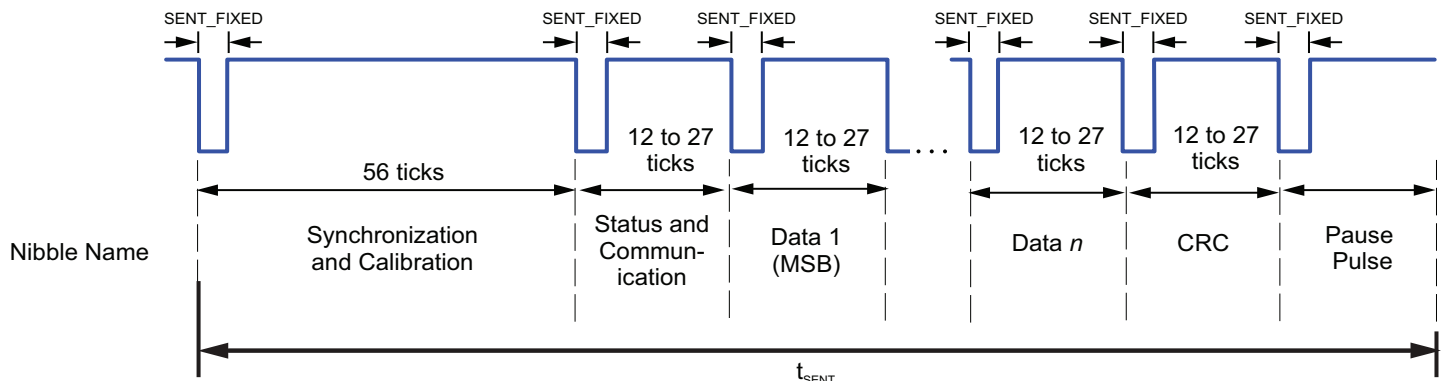 SENT_FIXED SENT_FIXED SENT_FIXED SENT_FIXED SENT_FIXED SENT_FIXED
12 to 27 ticks
12 to 27 ticks
. . .
12 to 27 ticks
12 to 27 ticks
56 ticks
Nibble Name
Synchronization
and Calibration
Status and
Commun-
ication
Data 1
(MSB)
Data n
CRC
Pause
Pulse
tSENT